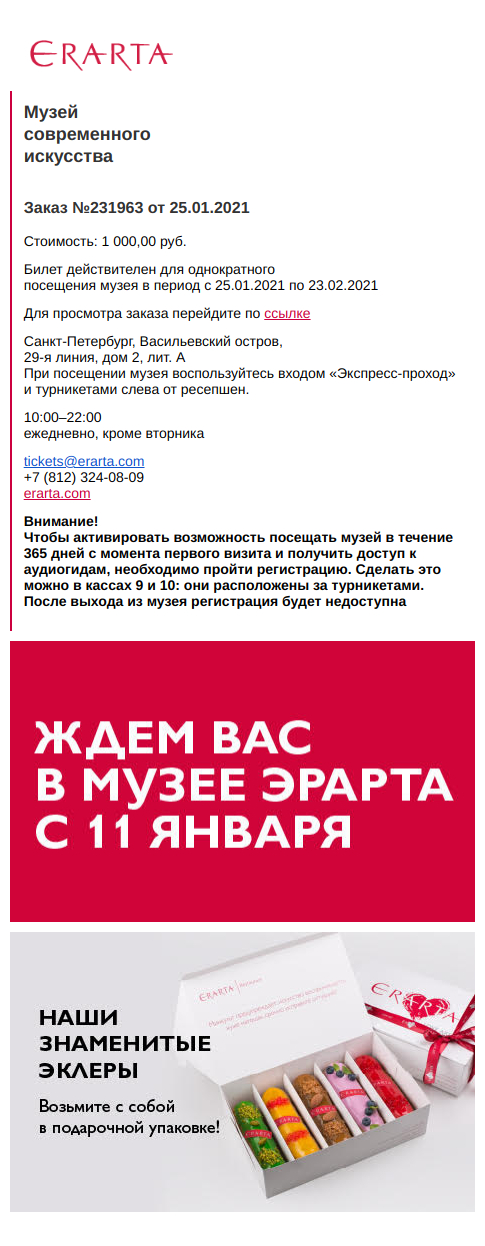 ERARTA
Музей
современного
искусства
Заказ №231963 от 25.01.2021
Стоимость: 1 000,00 руб.
Билет действителен для однократного
посещения музея в период с 25.01.2021 по 23.02.2021
Для просмотра заказа перейдите по ссылке
Санкт-Петербург, Васильевский остров,
29-я линия, дом 2, лит. А
При посещении музея воспользуйтесь входом «Экспресс-проход»
и турникетами слева от ресепшен.
10:00–22:00
ежедневно, кроме вторника
tickets@erarta.com
+7 (812) 324-08-09
erarta.com
Внимание!
Чтобы активировать возможность посещать музей в течение
365 дней с момента первого визита и получить доступ к
аудиогидам, необходимо пройти регистрацию. Сделать это
можно в кассах 9 и 10: они расположены за турникетами.
После выхода из музея регистрация будет недоступна
ЖДЕМ ВАС
В МУЗЕЕ ЭРАРТА
С 11 ЯНВАРЯ
ERARTA
ERARTA
НАШИ
ЗНАМЕНИТЫЕ
ЭКЛЕРЫ
Возьмите с собой
в подарочной упаковке!